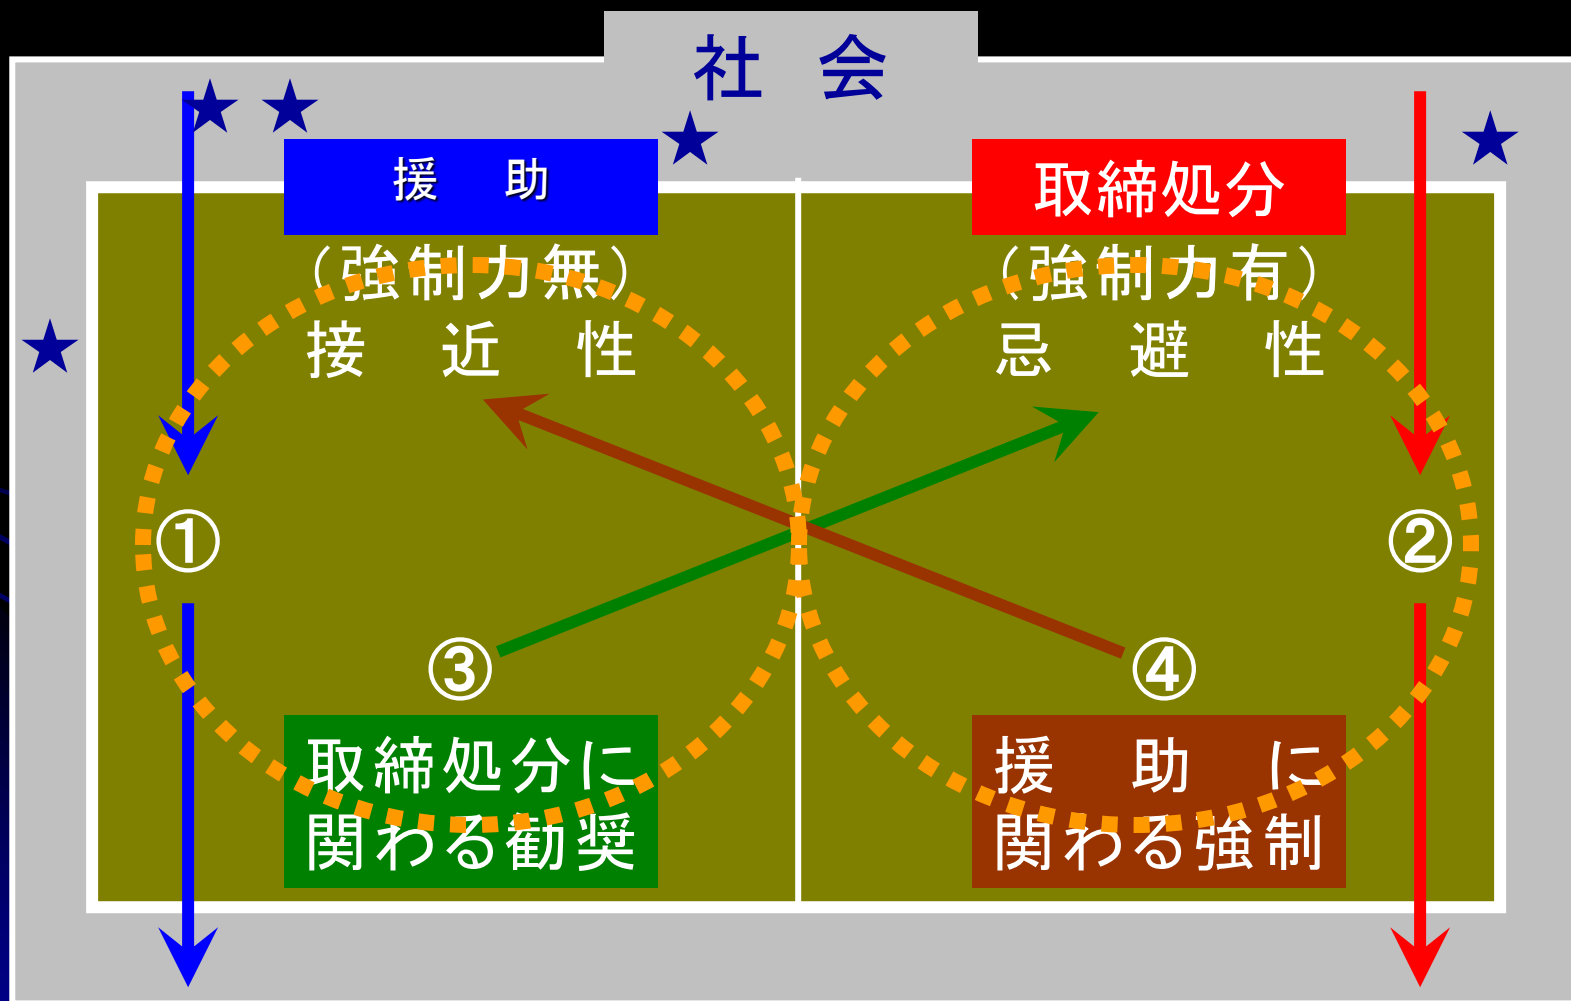 社 会
援 助
取締処分
（強制力無）
接 近 性
（強制力有）
忌 避 性
①
②
③
④
取締処分に
関わる勧奨
援 助 に
関わる強制